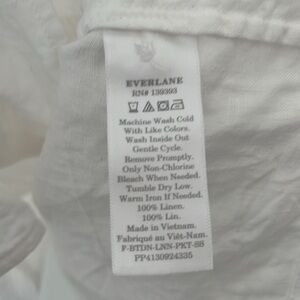 EVERLANE
RN# 139393
Machine Wash Cold
With Like Colors.
Wash Inside Out
Gentle Cycle.
Remove Promptly.
Only Non-Chlorine
Bleach When Needed.
Tumble Dry Low.
Warm Iron If Needed.
100% Linen.
100% Lin.
Made in Vietnam.
Fabriqué au Viêt-Nam.
F-BTDN-LNN-PKT-SS
PP4130924335